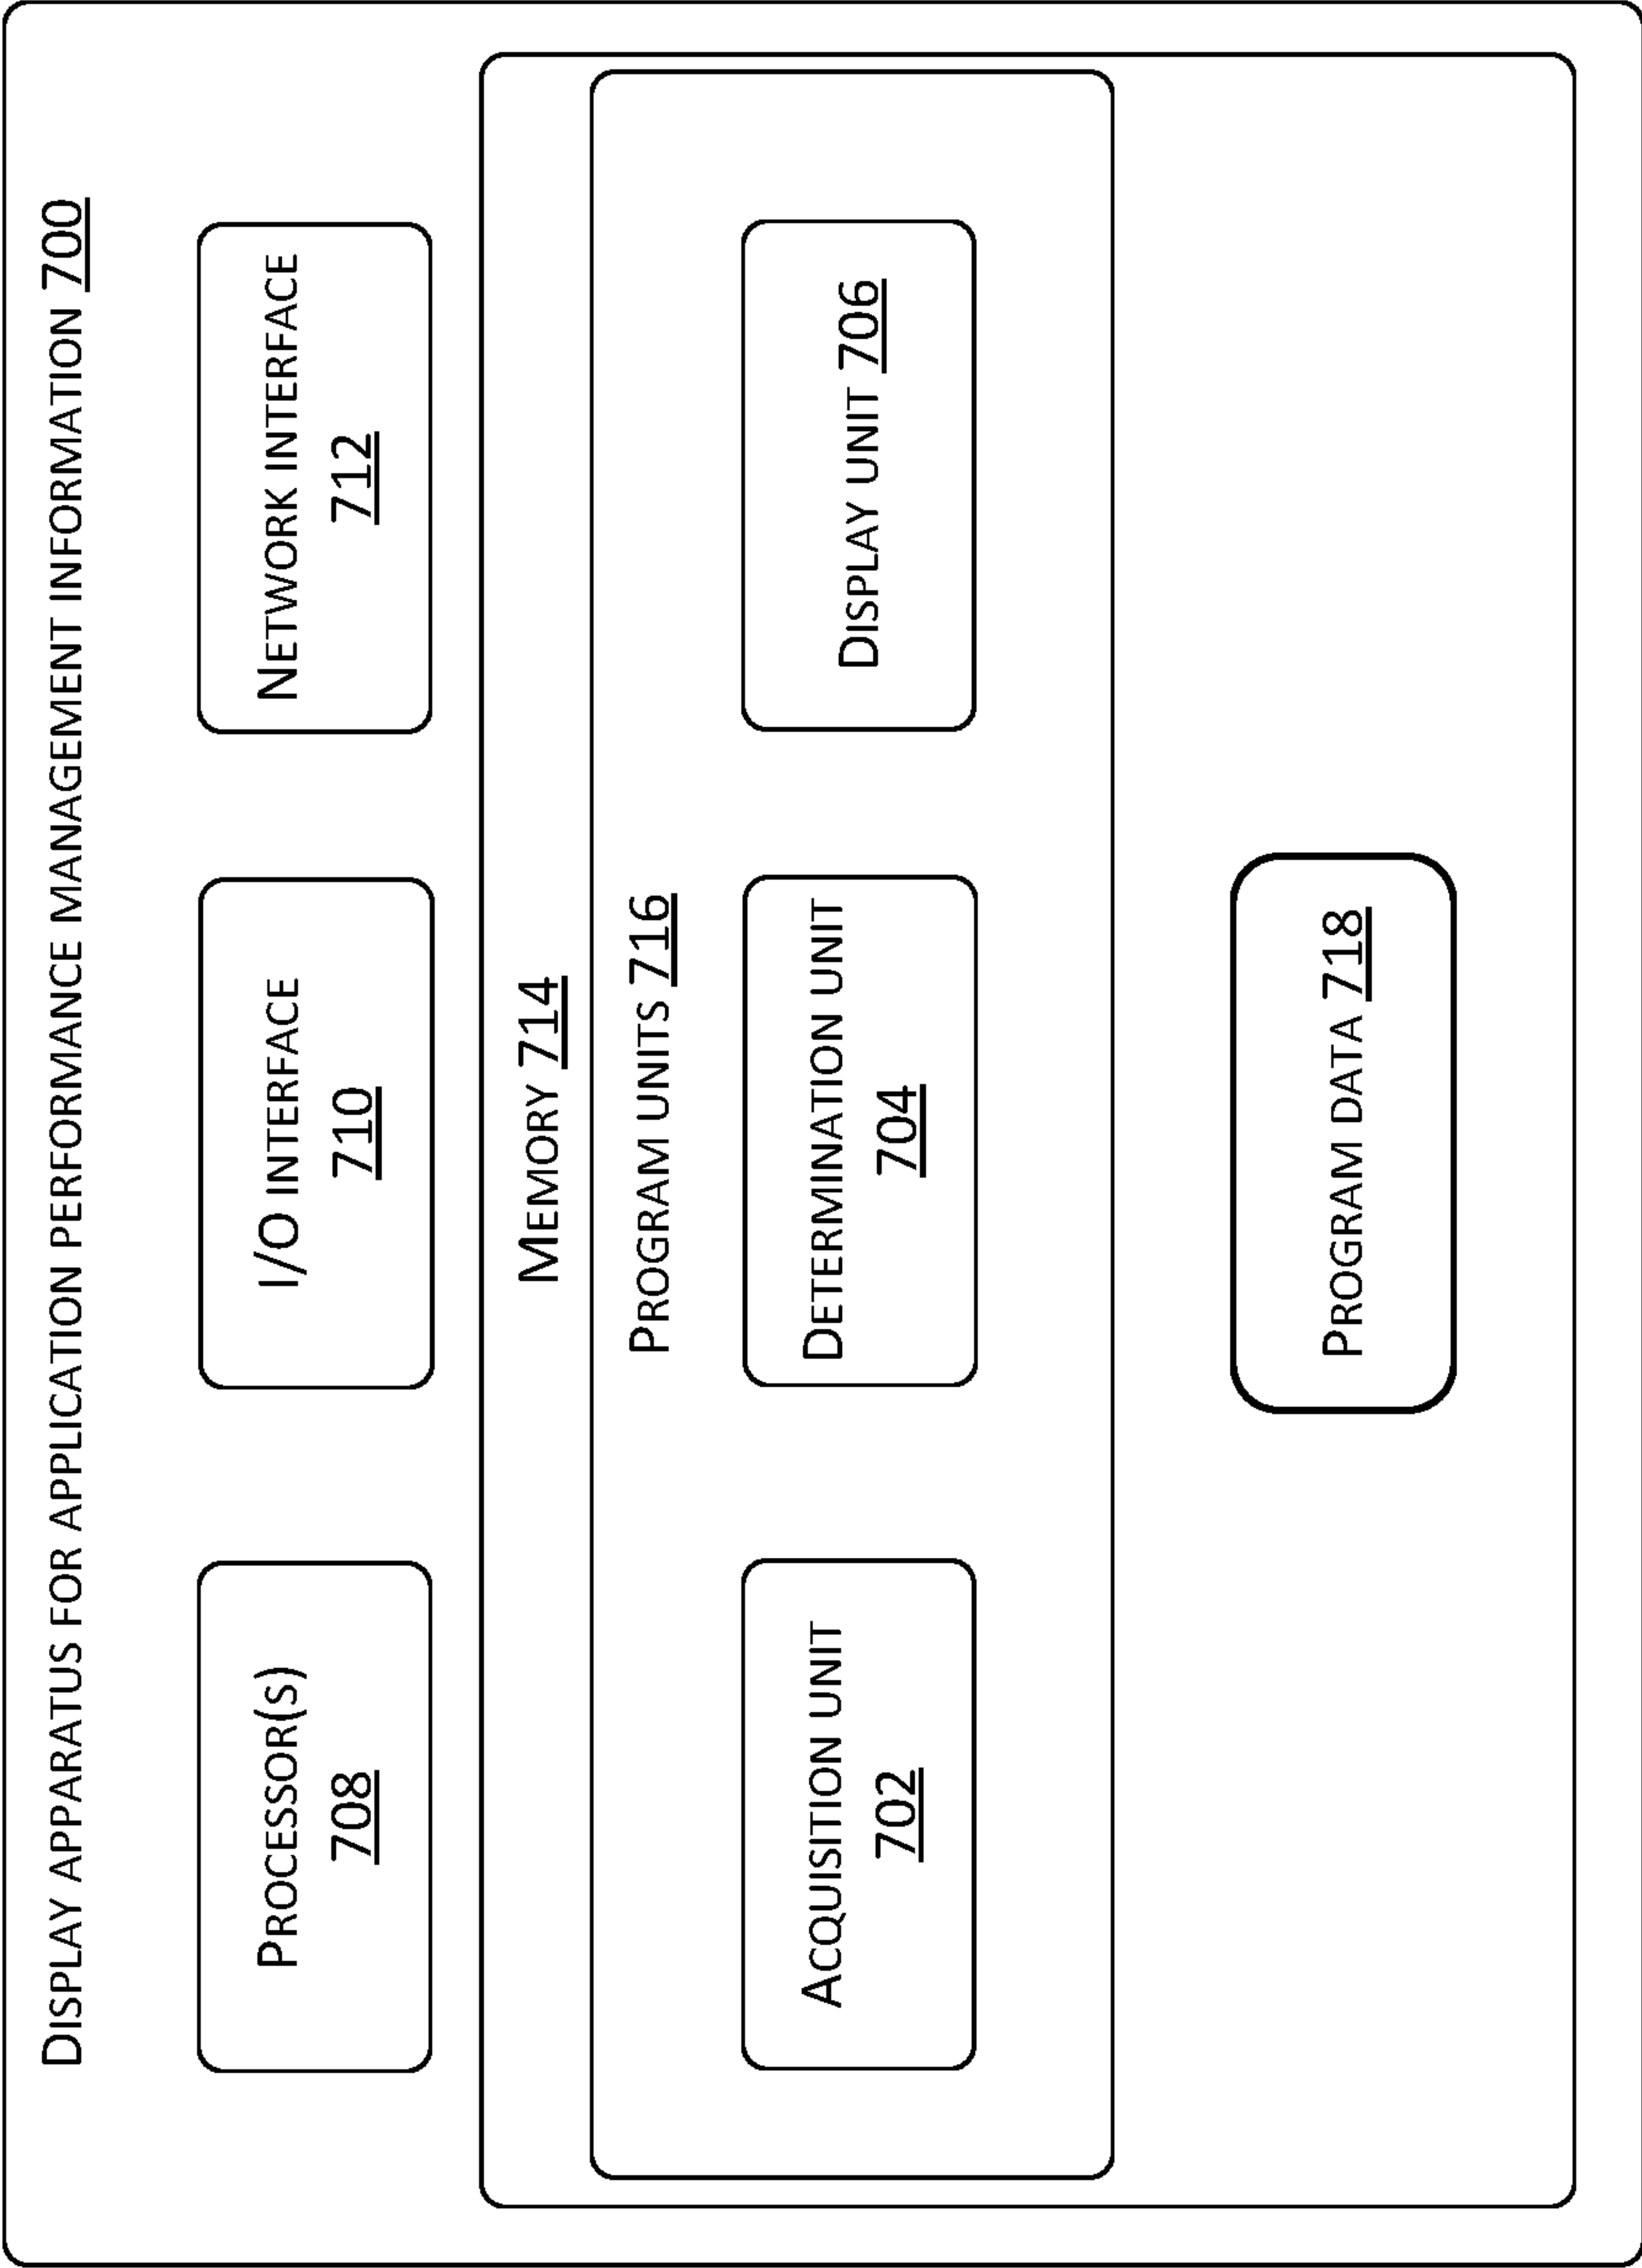 Display apparatus for application performance management information 700
Processor(s)
708
I/O interface
710
Network interface
712
Memory 714
Program units 716
Acquisition unit
702
Determination unit
704
Display unit 706
Program data 718